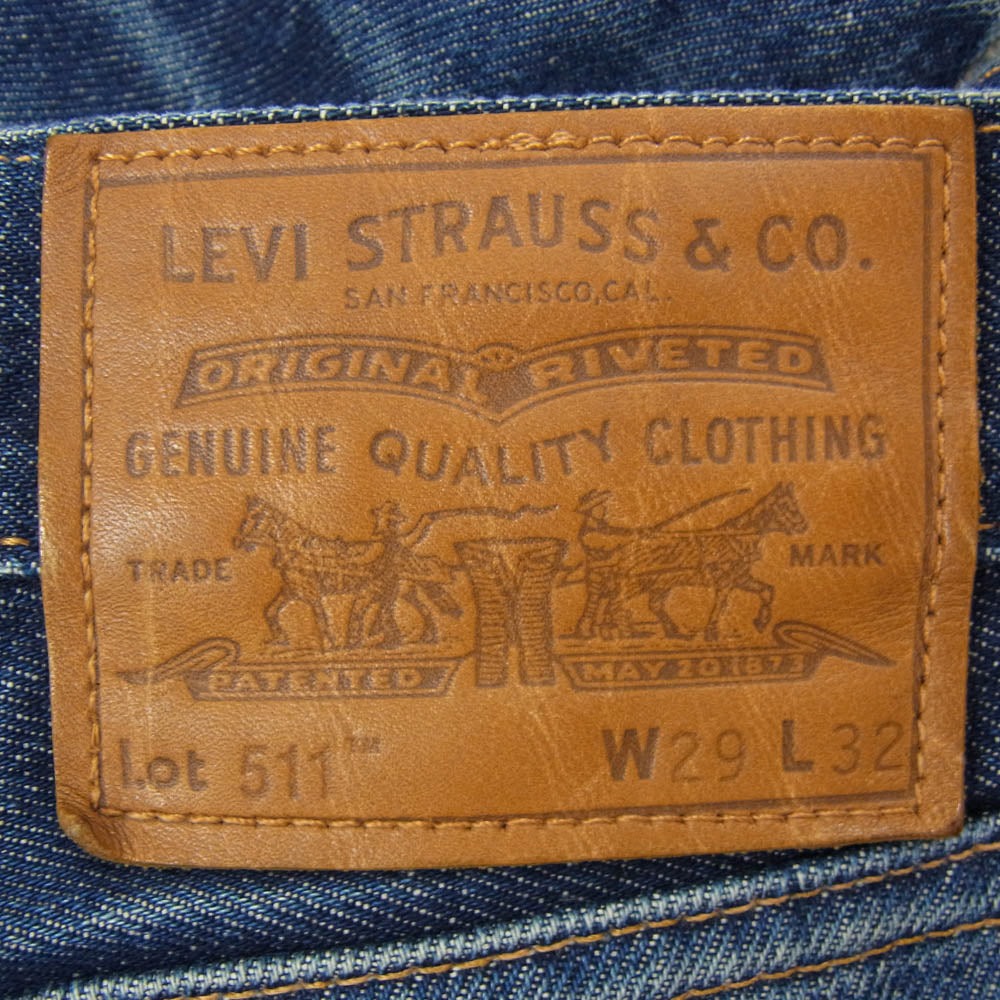 LEVI STRAUSS & CO.
SAN FRANCISCO, CAL.
ORIGINAL RIVETED
GENUINE QUALITY CLOTHING
TRADE MARK
PATENTED MAY 20 1873
Lot 511™ W29 L32